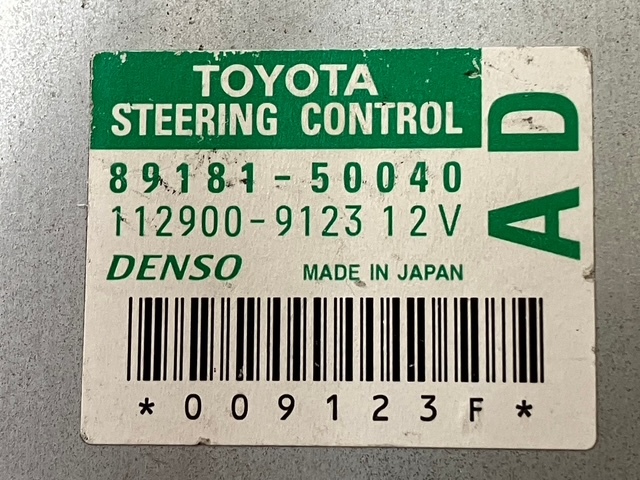 TOYOTA
STEERING CONTROL
89181-50040
112900-9123 12V
DENSO MADE IN JAPAN
AD
*009123F*